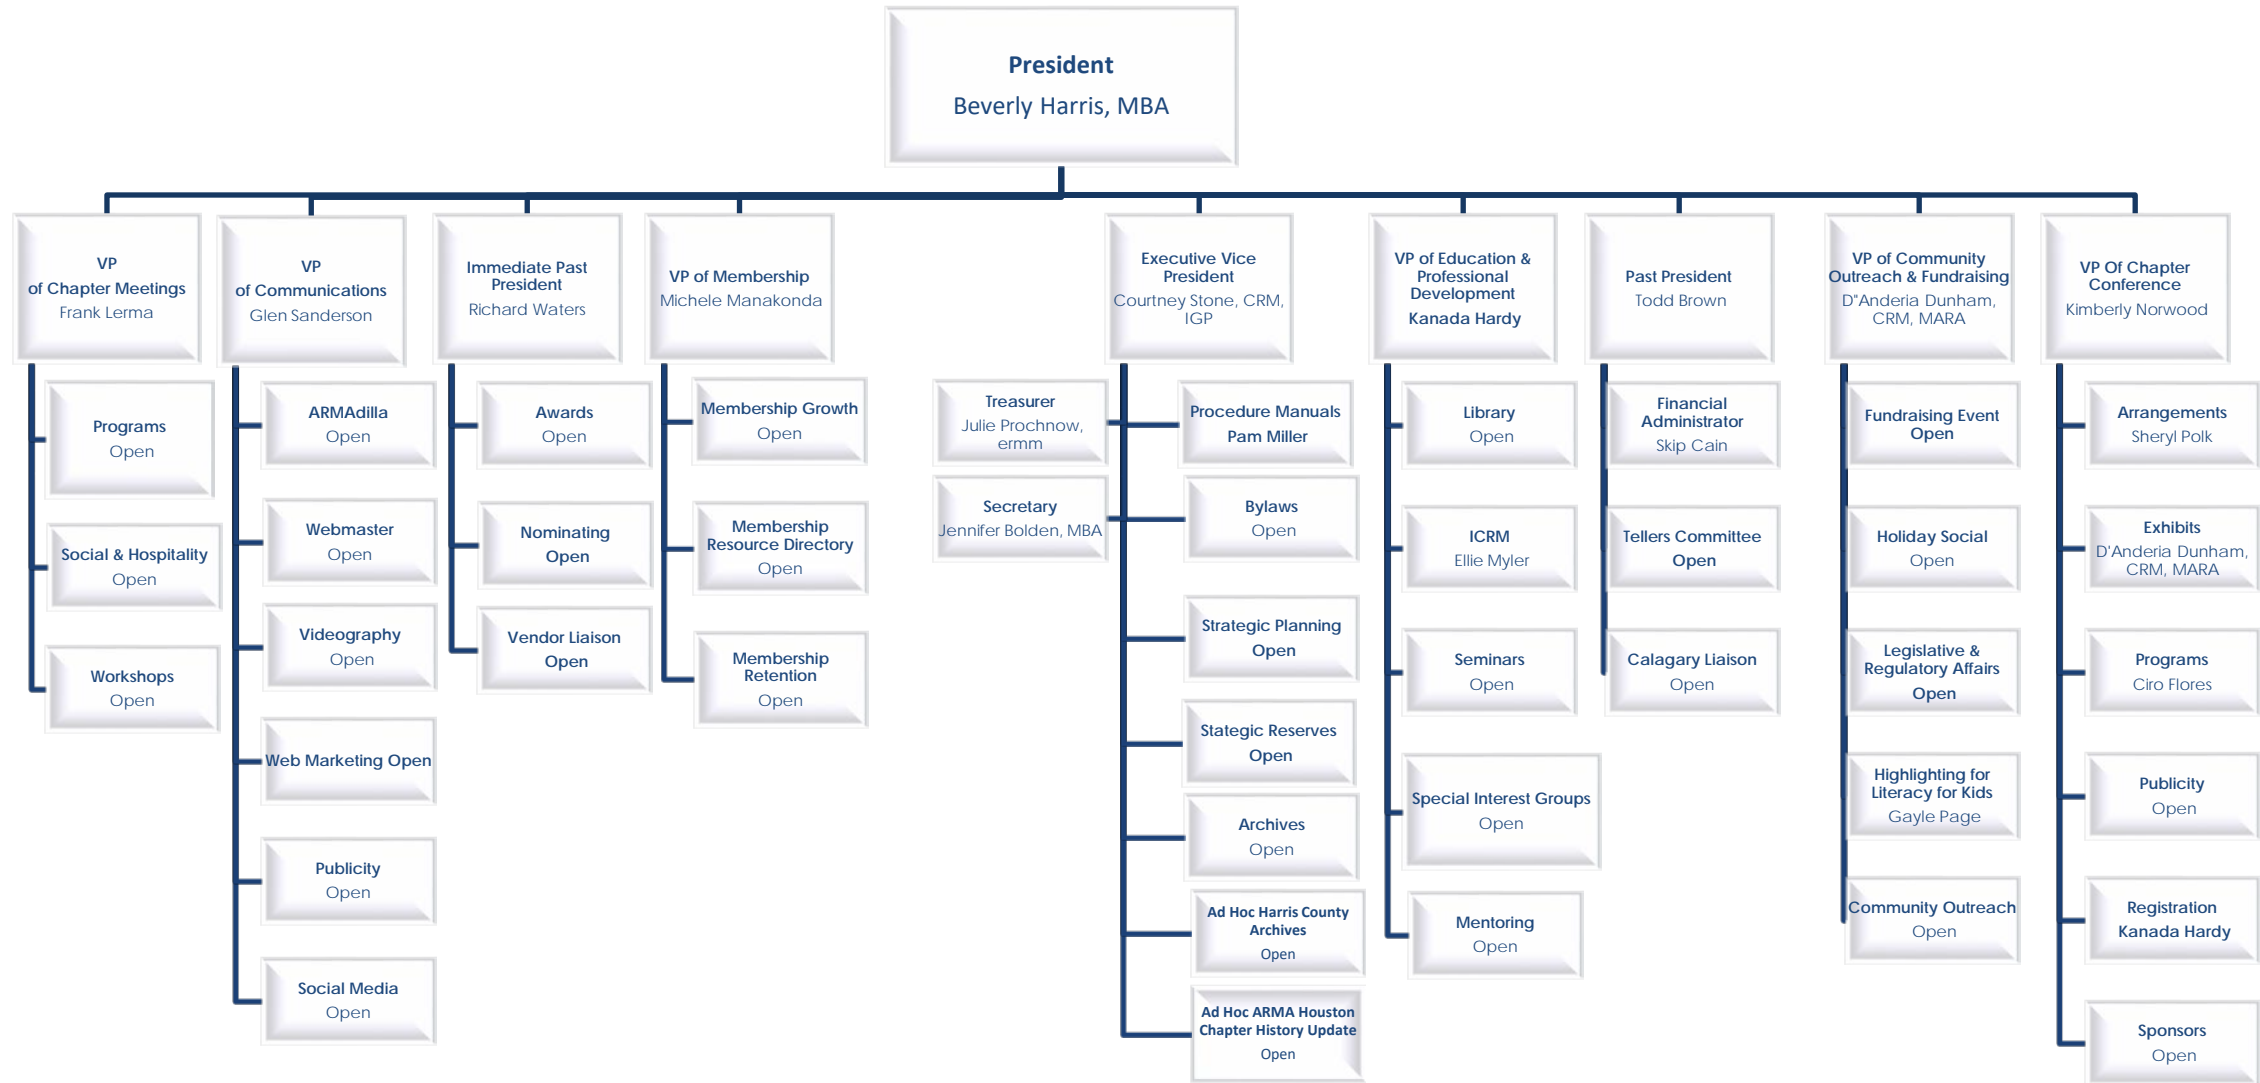 President
Beverly Harris, MBA
VP
of Chapter Meetings
Frank Lerma
Programs
Open
Social & Hospitality
Open
Workshops
Open
VP
of Communications
Glen Sanderson
ARMAdilla
Open
Webmaster
Open
Videography
Open
Web Marketing Open
Publicity
Open
Social Media
Open
Immediate Past
President
Richard Waters
Awards
Open
Nominating
Open
Vendor Liaison
Open
VP of Membership
Michele Manakonda
Membership Growth
Open
Membership
Resource Directory
Open
Membership
Retention
Open
Executive Vice
President
Courtney Stone, CRM,
IGP
Treasurer
Julie Prochnow,
ermm
Secretary
Jennifer Bolden, MBA
Procedure Manuals
Pam Miller
Bylaws
Open
Strategic Planning
Open
Stategic Reserves
Open
Archives
Open
Ad Hoc Harris County
Archives
Open
Ad Hoc ARMA Houston
Chapter History Update
Open
VP of Education &
Professional
Development
Kanada Hardy
Library
Open
ICRM
Ellie Myler
Seminars
Open
Special Interest Groups
Open
Mentoring
Open
Past President
Todd Brown
Financial
Administrator
Skip Cain
Tellers Committee
Open
Calagary Liaison
Open
VP of Community
Outreach & Fundraising
D"Anderia Dunham,
CRM, MARA
Fundraising Event
Open
Holiday Social
Open
Legislative &
Regulatory Affairs
Open
Highlighting for
Literacy for Kids
Gayle Page
Community Outreach
Open
VP Of Chapter
Conference
Kimberly Norwood
Arrangements
Sheryl Polk
Exhibits
D'Anderia Dunham,
CRM, MARA
Programs
Ciro Flores
Publicity
Open
Registration
Kanada Hardy
Sponsors
Open